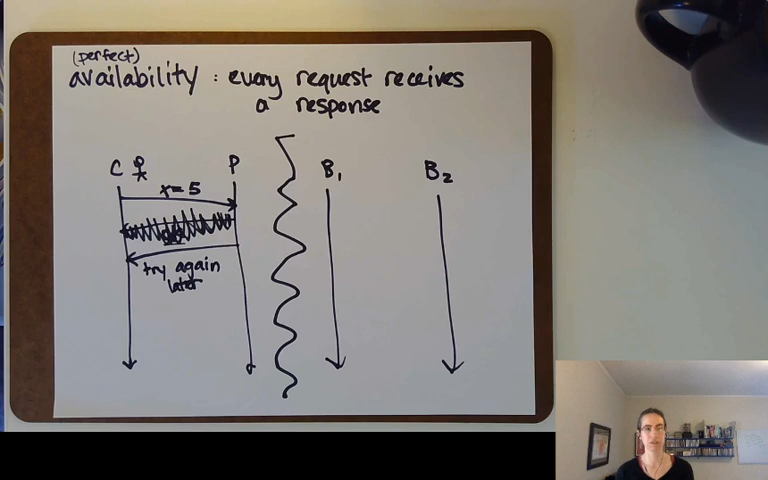 (perfect)
availability : every request receives
a response
C P B1 B2
x=5
try again
later